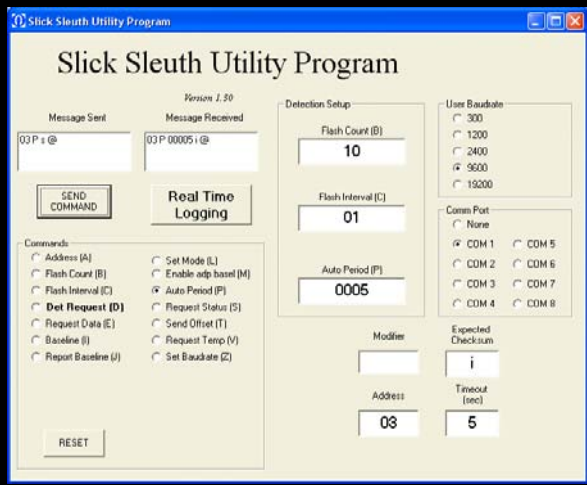 Slick Sleuth Utility Program
Slick Sleuth Utility Program
Version 1.30
Message Sent
Message Received
03 P : @
03 P 00005 i @
SEND COMMAND
Real Time Logging
Commands
Address (A)
Flash Count (B)
Flash Interval (C)
Det Request (D)
Request Data (E)
Baseline (I)
Report Baseline (J)
Set Mode (L)
Enable adp basel (M)
Auto Period (P)
Request Status (S)
Send Offset (T)
Request Temp (V)
Set Baudrate (Z)
RESET
Detection Setup
Flash Count (B)
10
Flash Interval (C)
01
Auto Period (P)
0005
User Baudrate
300
1200
2400
9600
19200
Comm Port
None
COM 1
COM 2
COM 3
COM 4
COM 5
COM 6
COM 7
COM 8
Modifier
Expected
Checksum
i
Address
03
Timeout
(sec)
5